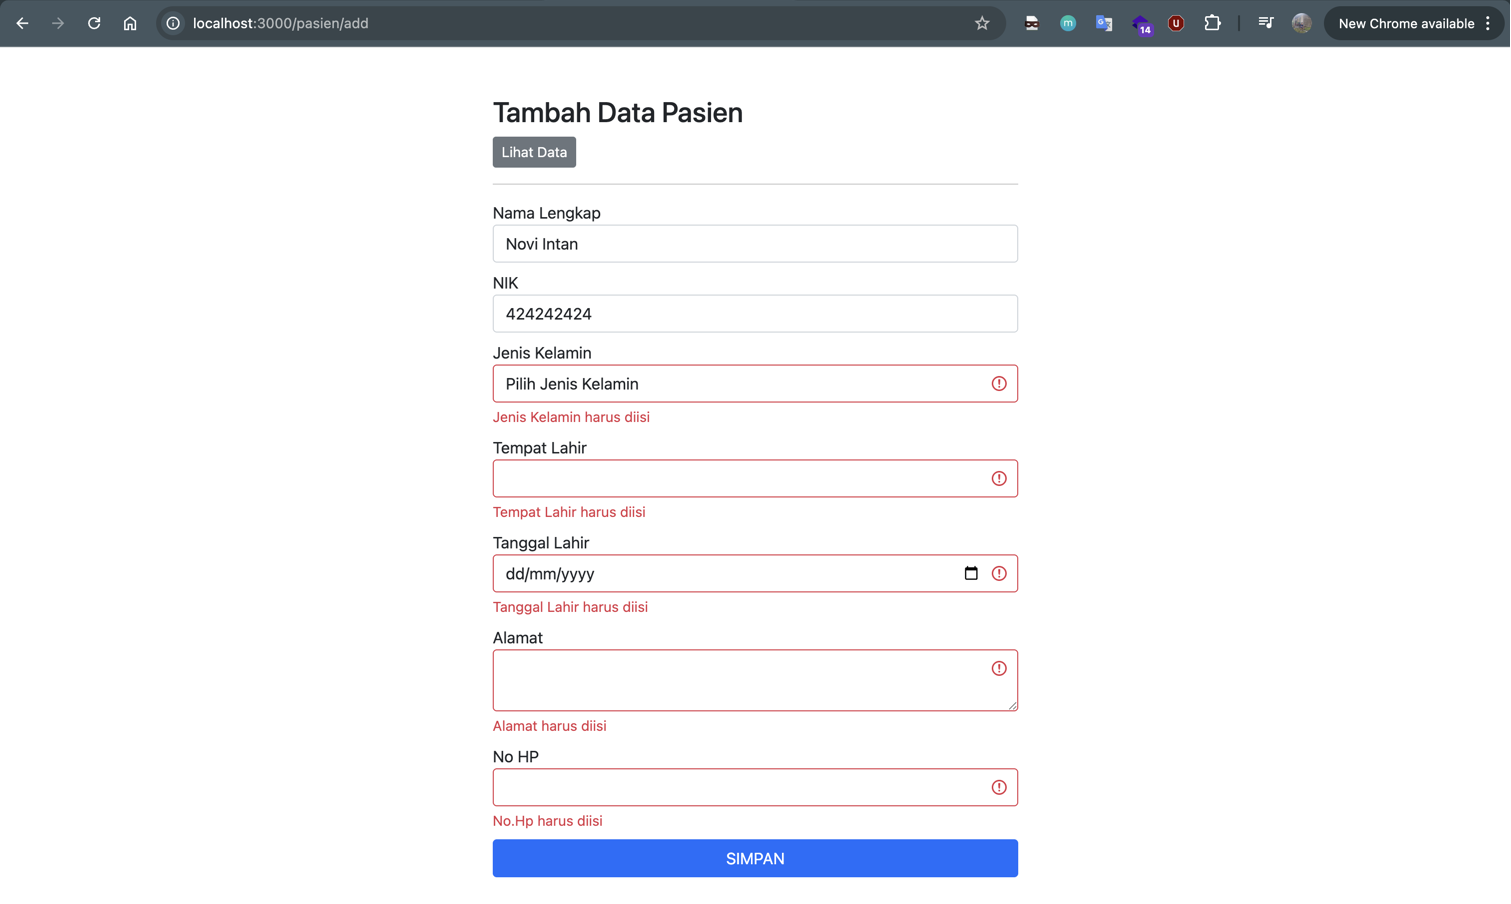 localhost:3000/pasien/add
m
G
14
U
New Chrome available
Tambah Data Pasien
Lihat Data
Nama Lengkap
Novi Intan
NIK
424242424
Jenis Kelamin
Pilih Jenis Kelamin
Jenis Kelamin harus diisi
Tempat Lahir
Tempat Lahir harus diisi
Tanggal Lahir
dd/mm/yyyy
Tanggal Lahir harus diisi
Alamat
Alamat harus diisi
No HP
No.Hp harus diisi
SIMPAN